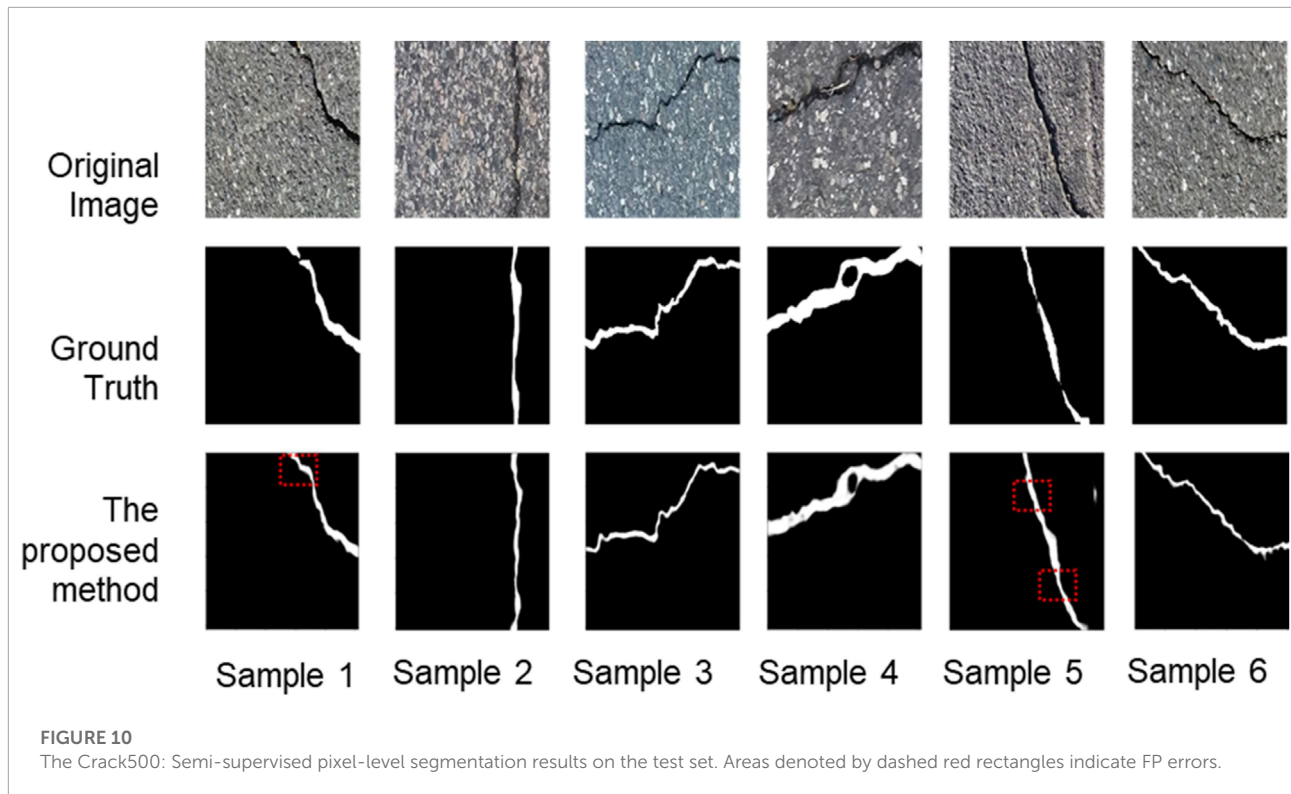 Original
Image
Ground
Truth
The
proposed
method
Sample 1
Sample 2
Sample 3
Sample 4
Sample 5
Sample 6
FIGURE 10
The Crack500: Semi-supervised pixel-level segmentation results on the test set. Areas denoted by dashed red rectangles indicate FP errors.